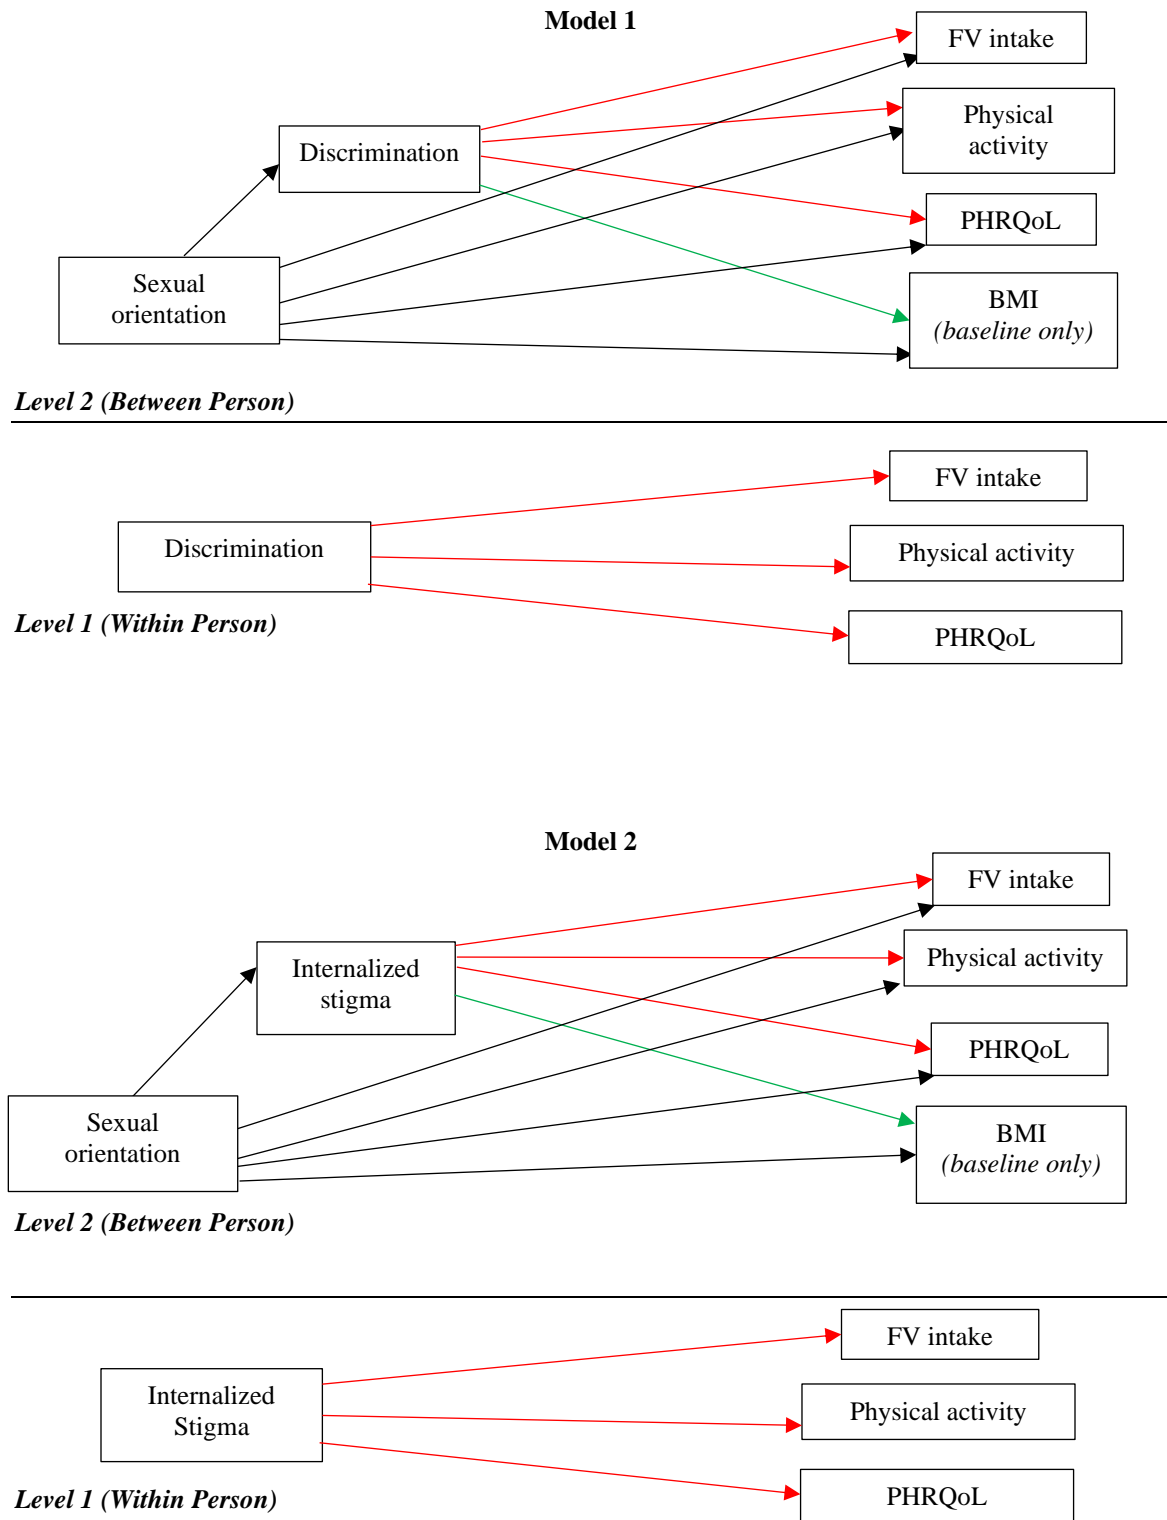 Model 1
FV intake
Physical
activity
Discrimination
PHRQoL
Sexual
orientation
BMI
(baseline only)
Level 2 (Between Person)
FV intake
Discrimination
Physical activity
Level 1 (Within Person)
PHRQoL
Model 2
FV intake
Internalized
stigma
Physical activity
PHRQoL
Sexual
orientation
BMI
(baseline only)
Level 2 (Between Person)
FV intake
Internalized
Stigma
Physical activity
Level 1 (Within Person)
PHRQoL